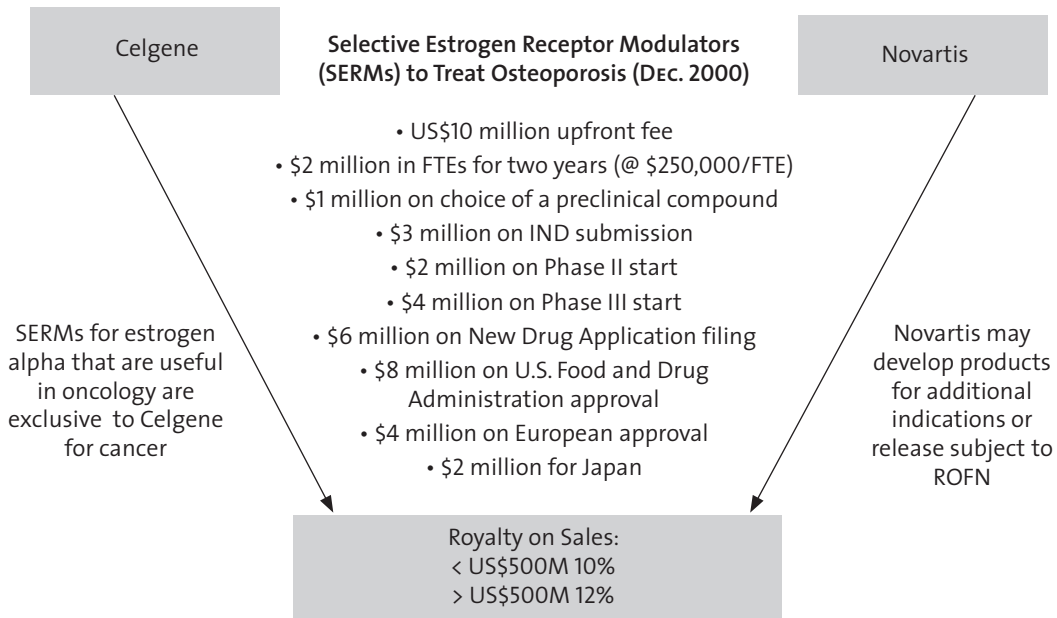 Celgene
Selective Estrogen Receptor Modulators
(SERMs) to Treat Osteoporosis (DEC. 2000)
Novartis
• US$10 million upfront fee
• $2 million in FTEs for two years (@ $250,000/FTE)
• $1 million on choice of a preclinical compound
• $3 million on IND submission
• $2 million on Phase II start
• $4 million on Phase III start
• $6 million on New Drug Application filing
• $8 million on U.S. Food and Drug
Administration approval
• $4 million on European approval
• $2 million for Japan
SERMs for estrogen
alpha that are useful
in oncology are
exclusive to Celgene
for cancer
Novartis may
develop products
for additional
indications or
release subject to
ROFN
Royalty on Sales:
< US$500M 10%
> US$500M 12%